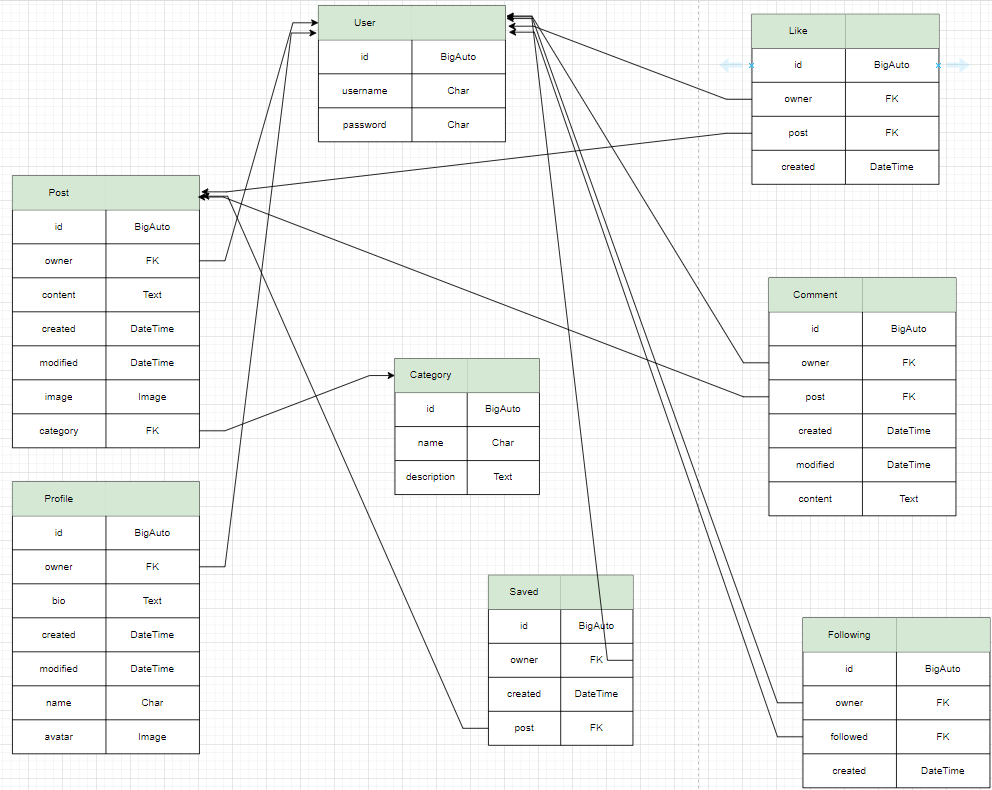 User
id BigAuto
username Char
password Char
Like
id BigAuto
owner FK
post FK
created DateTime
Post
id BigAuto
owner FK
content Text
created DateTime
modified DateTime
image Image
category FK
Category
id BigAuto
name Char
description Text
Comment
id BigAuto
owner FK
post FK
created DateTime
modified DateTime
content Text
Profile
id BigAuto
owner FK
bio Text
created DateTime
modified DateTime
name Char
avatar Image
Saved
id BigAuto
owner FK
created DateTime
post FK
Following
id BigAuto
owner FK
followed FK
created DateTime